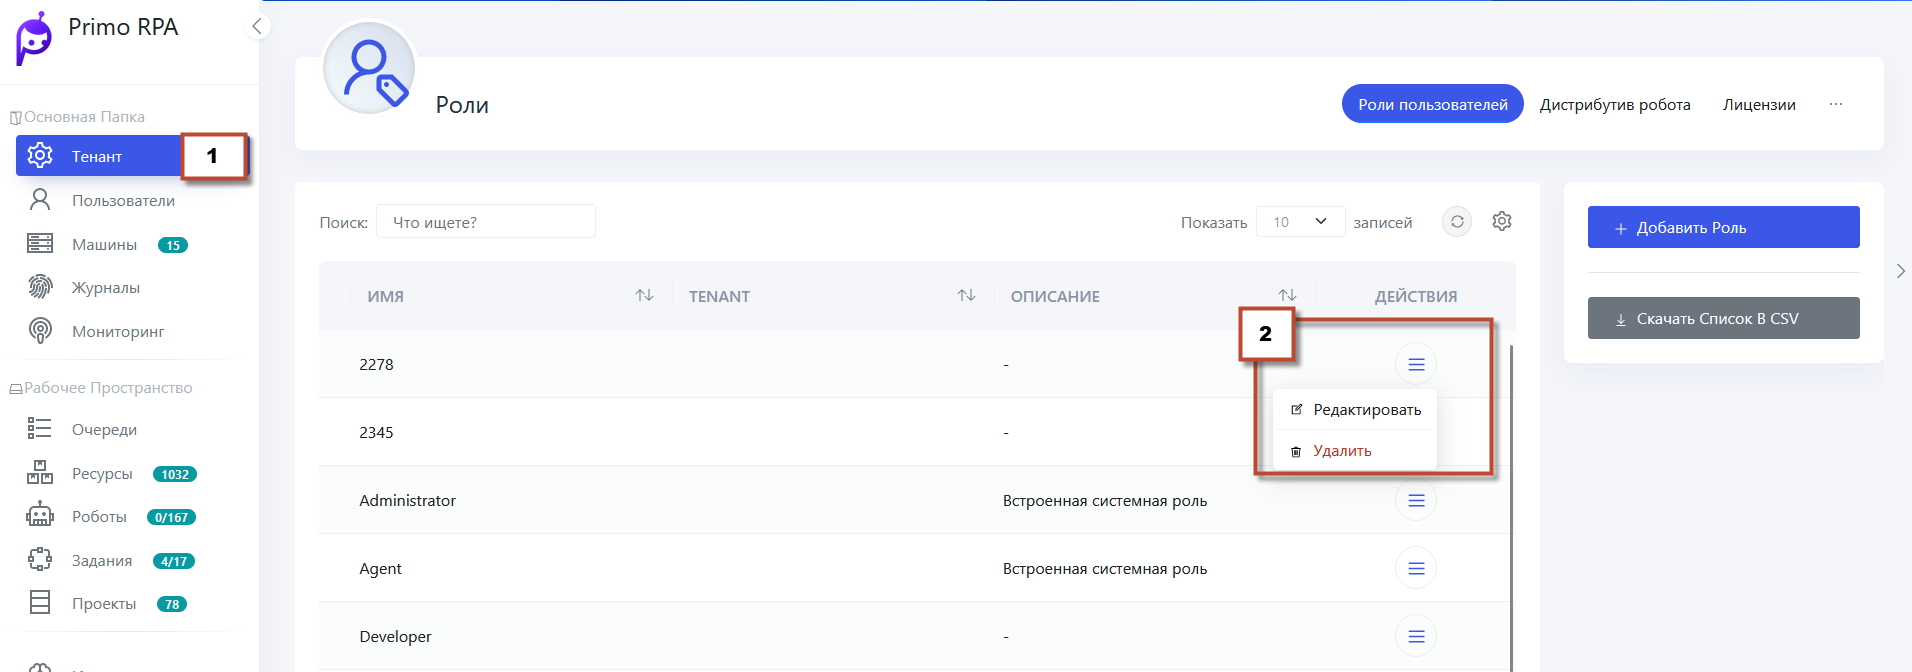 Primo RPA
Основная Папка
Тенант
1
Пользователи
Машины 15
Журналы
Мониторинг
Рабочее Пространство
Очереди
Ресурсы 1032
Роботы 0/167
Задания 4/17
Проекты 78
Роли
Роли пользователей Дистрибутив робота Лицензии ...
Поиск: Что ищете? Показать 10 записей
ИМЯ TENANT ОПИСАНИЕ ДЕЙСТВИЯ
2
2278 -
Редактировать
2345 -
Удалить
Administrator Встроенная системная роль
Agent Встроенная системная роль
Developer -
+ Добавить Роль
Скачать Список В CSV